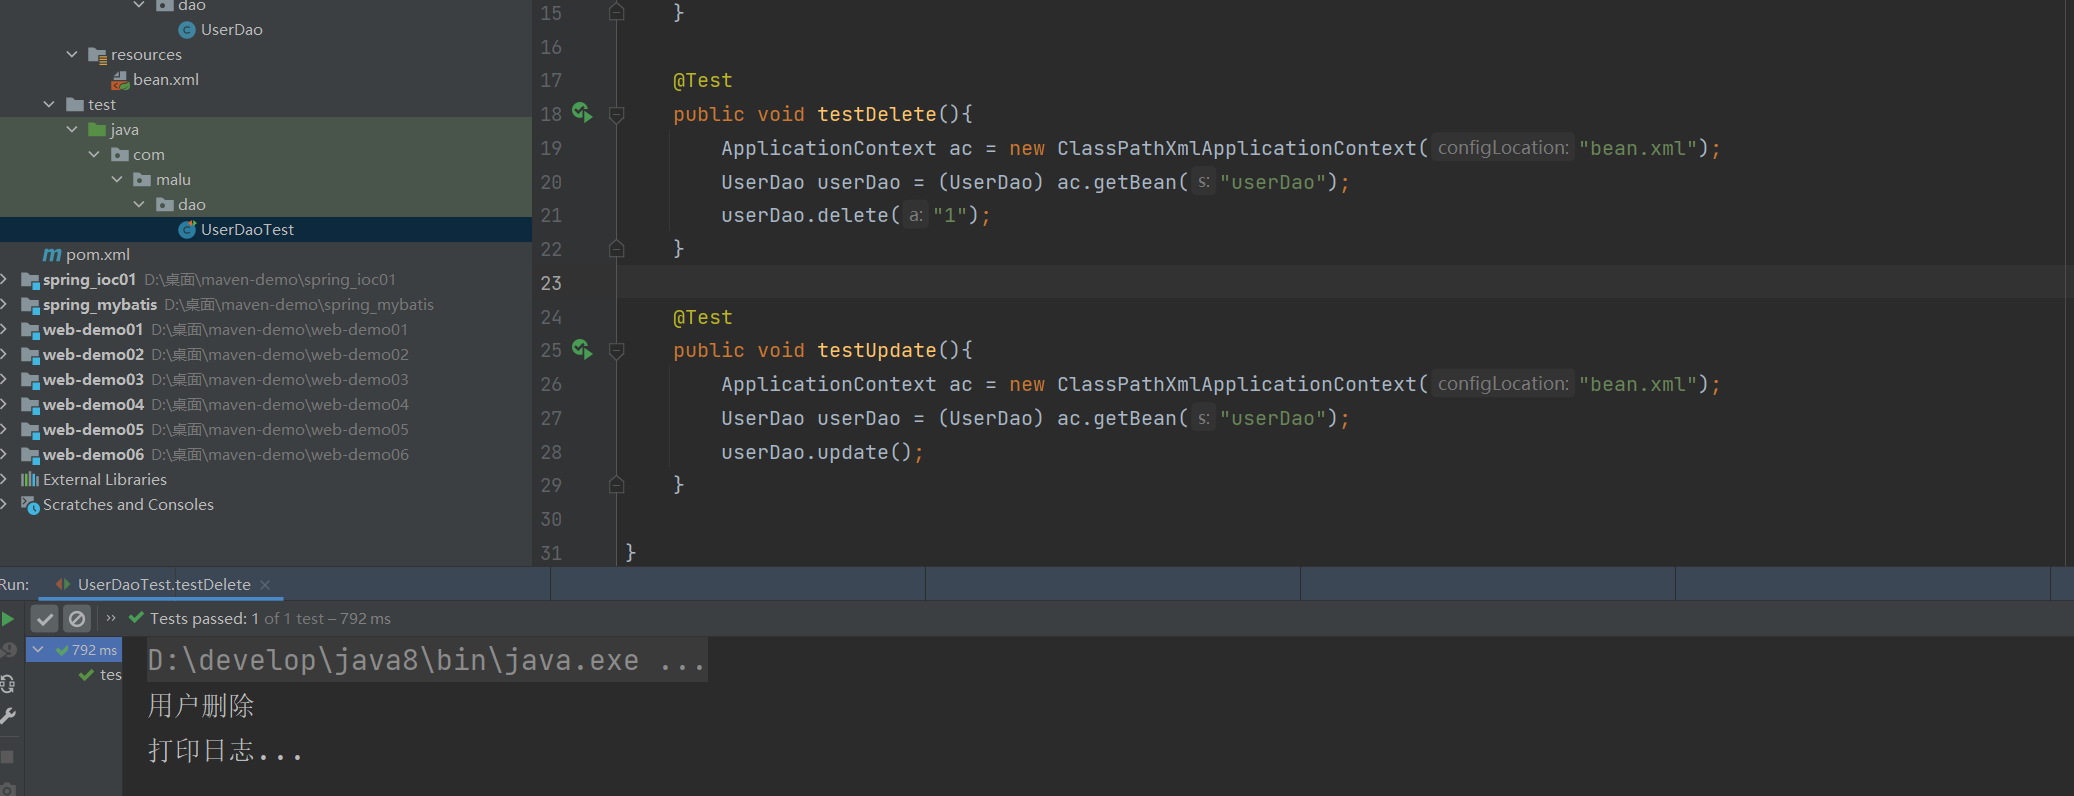 dao
UserDao
resources
bean.xml
test
java
com
malu
dao
UserDaoTest
pom.xml
spring_ioc01 D:\桌面\maven-demo\spring_ioc01
spring_mybatis D:\桌面\maven-demo\spring_mybatis
web-demo01 D:\桌面\maven-demo\web-demo01
web-demo02 D:\桌面\maven-demo\web-demo02
web-demo03 D:\桌面\maven-demo\web-demo03
web-demo04 D:\桌面\maven-demo\web-demo04
web-demo05 D:\桌面\maven-demo\web-demo05
web-demo06 D:\桌面\maven-demo\web-demo06
External Libraries
Scratches and Consoles
15 }
16
17 @Test
18 public void testDelete(){
19 ApplicationContext ac = new ClassPathXmlApplicationContext( configLocation: "bean.xml");
20 UserDao userDao = (UserDao) ac.getBean( s: "userDao");
21 userDao.delete( a: "1");
22 }
23
24 @Test
25 public void testUpdate(){
26 ApplicationContext ac = new ClassPathXmlApplicationContext( configLocation: "bean.xml");
27 UserDao userDao = (UserDao) ac.getBean( s: "userDao");
28 userDao.update();
29 }
30
31 }
Run: UserDaoTest.testDelete
Tests passed: 1 of 1 test – 792 ms
792 ms
tes
D:\develop\java8\bin\java.exe ...
用户删除
打印日志...